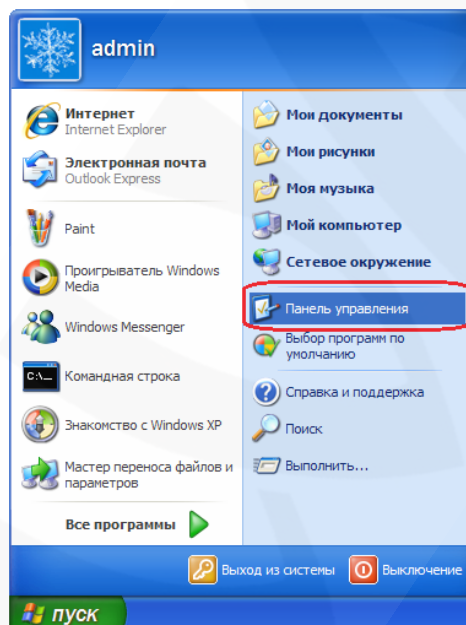 admin
Интернет
Internet Explorer
Электронная почта
Outlook Express
Paint
Проигрыватель Windows
Media
Windows Messenger
C:\_
Командная строка
Знакомство с Windows XP
Мастер переноса файлов и
параметров
Все программы
Мои документы
Мои рисунки
Моя музыка
Мой компьютер
Сетевое окружение
Панель управления
Выбор программ по
умолчанию
Справка и поддержка
Поиск
Выполнить...
Выход из системы
Выключение
пуск